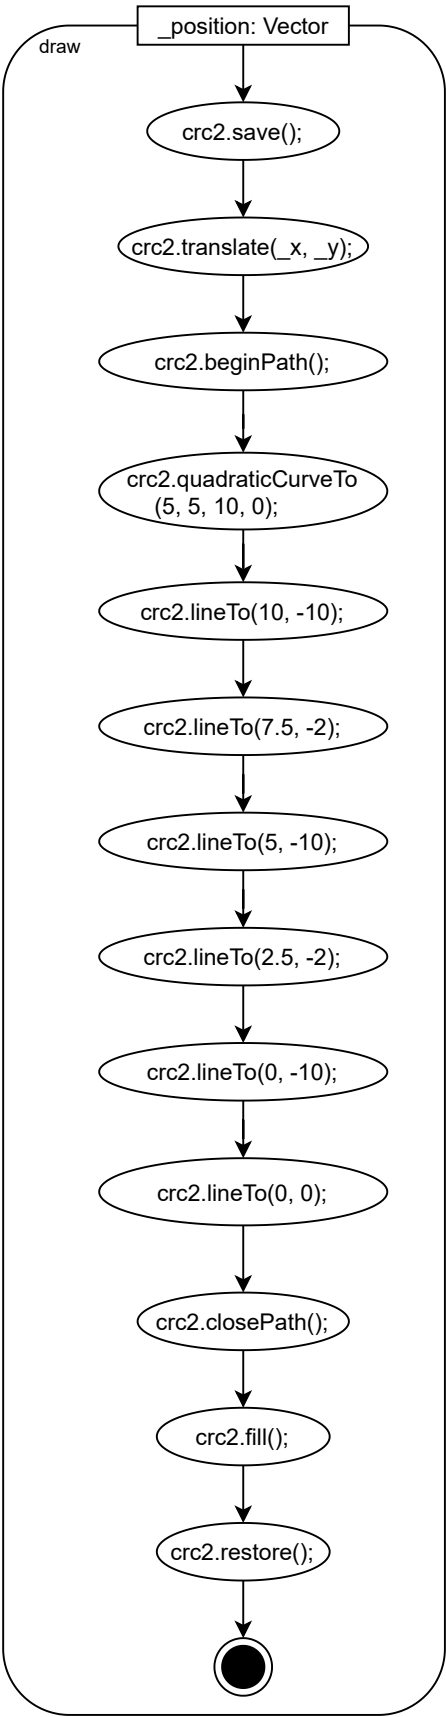 _position: Vector
draw
crc2.save();
crc2.translate(_x, _y);
crc2.beginPath();
crc2.quadraticCurveTo
(5, 5, 10, 0);
crc2.lineTo(10, -10);
crc2.lineTo(7.5, -2);
crc2.lineTo(5, -10);
crc2.lineTo(2.5, -2);
crc2.lineTo(0, -10);
crc2.lineTo(0, 0);
crc2.closePath();
crc2.fill();
crc2.restore();